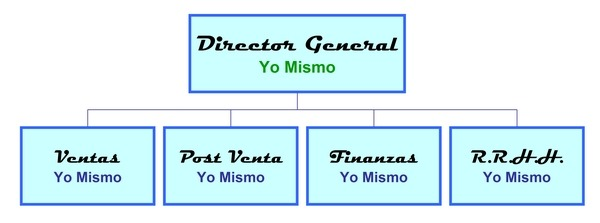 Director General
Yo Mismo
Ventas
Yo Mismo
Post Venta
Yo Mismo
Finanzas
Yo Mismo
R.R.H.H.
Yo Mismo